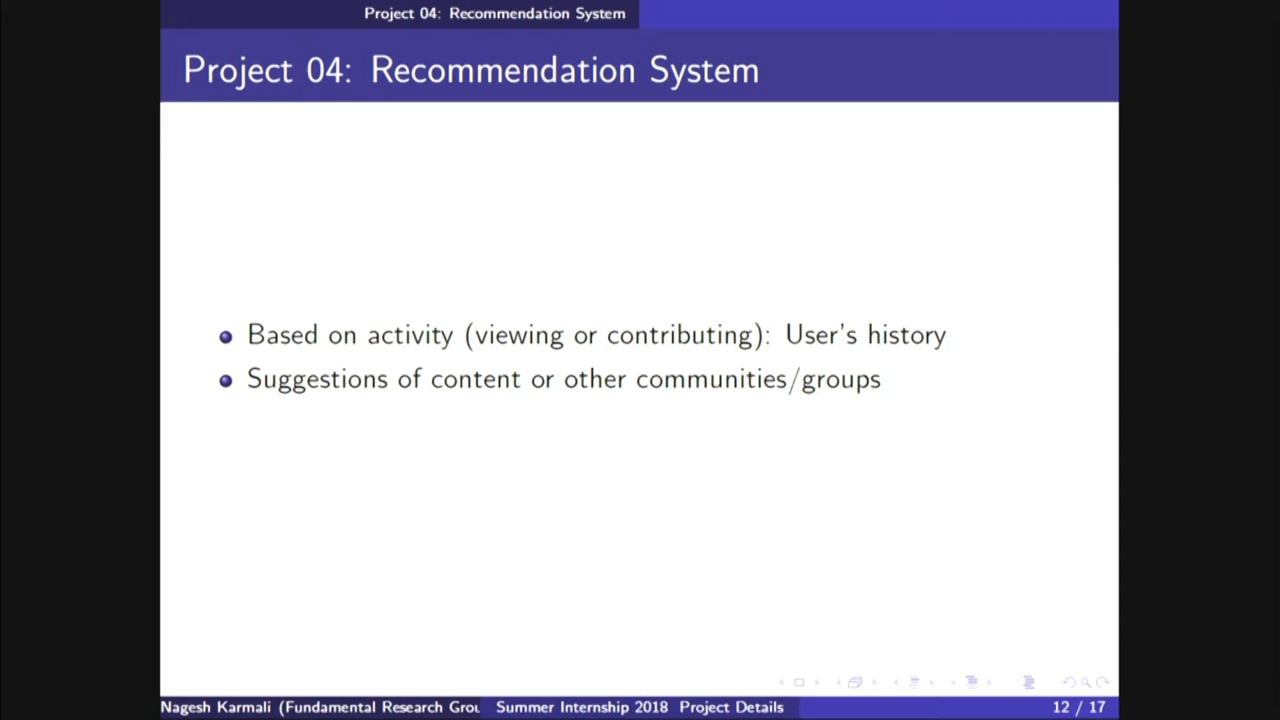 Project 04: Recommendation System
Project 04: Recommendation System
Based on activity (viewing or contributing): User's history
Suggestions of content or other communities/groups
Nagesh Karmali (Fundamental Research Grou Summer Internship 2018 Project Details 12 / 17